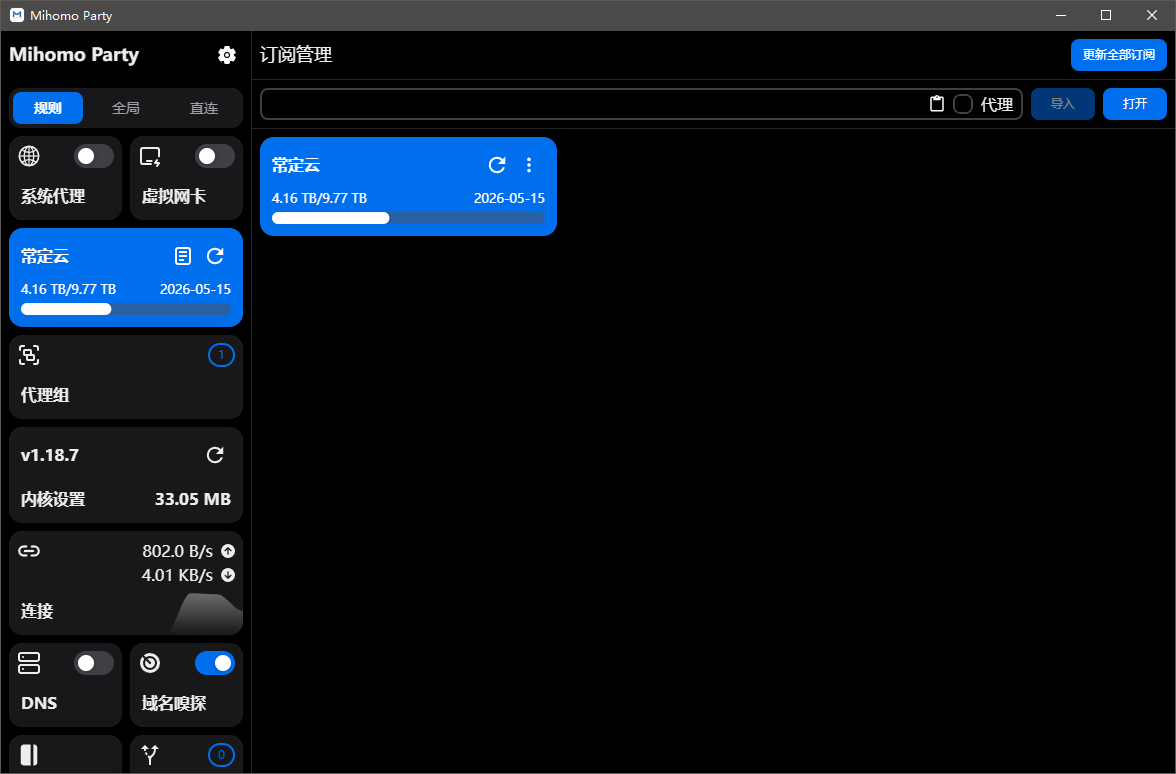 Mihomo Party
Mihomo Party
规则 全局 直连
系统代理
虚拟网卡
常定云
4.16 TB/9.77 TB 2026-05-15
1
代理组
v1.18.7
内核设置 33.05 MB
802.0 B/s
4.01 KB/s
连接
DNS
域名嗅探
0
订阅管理
更新全部订阅
代理 导入 打开
常定云
4.16 TB/9.77 TB 2026-05-15